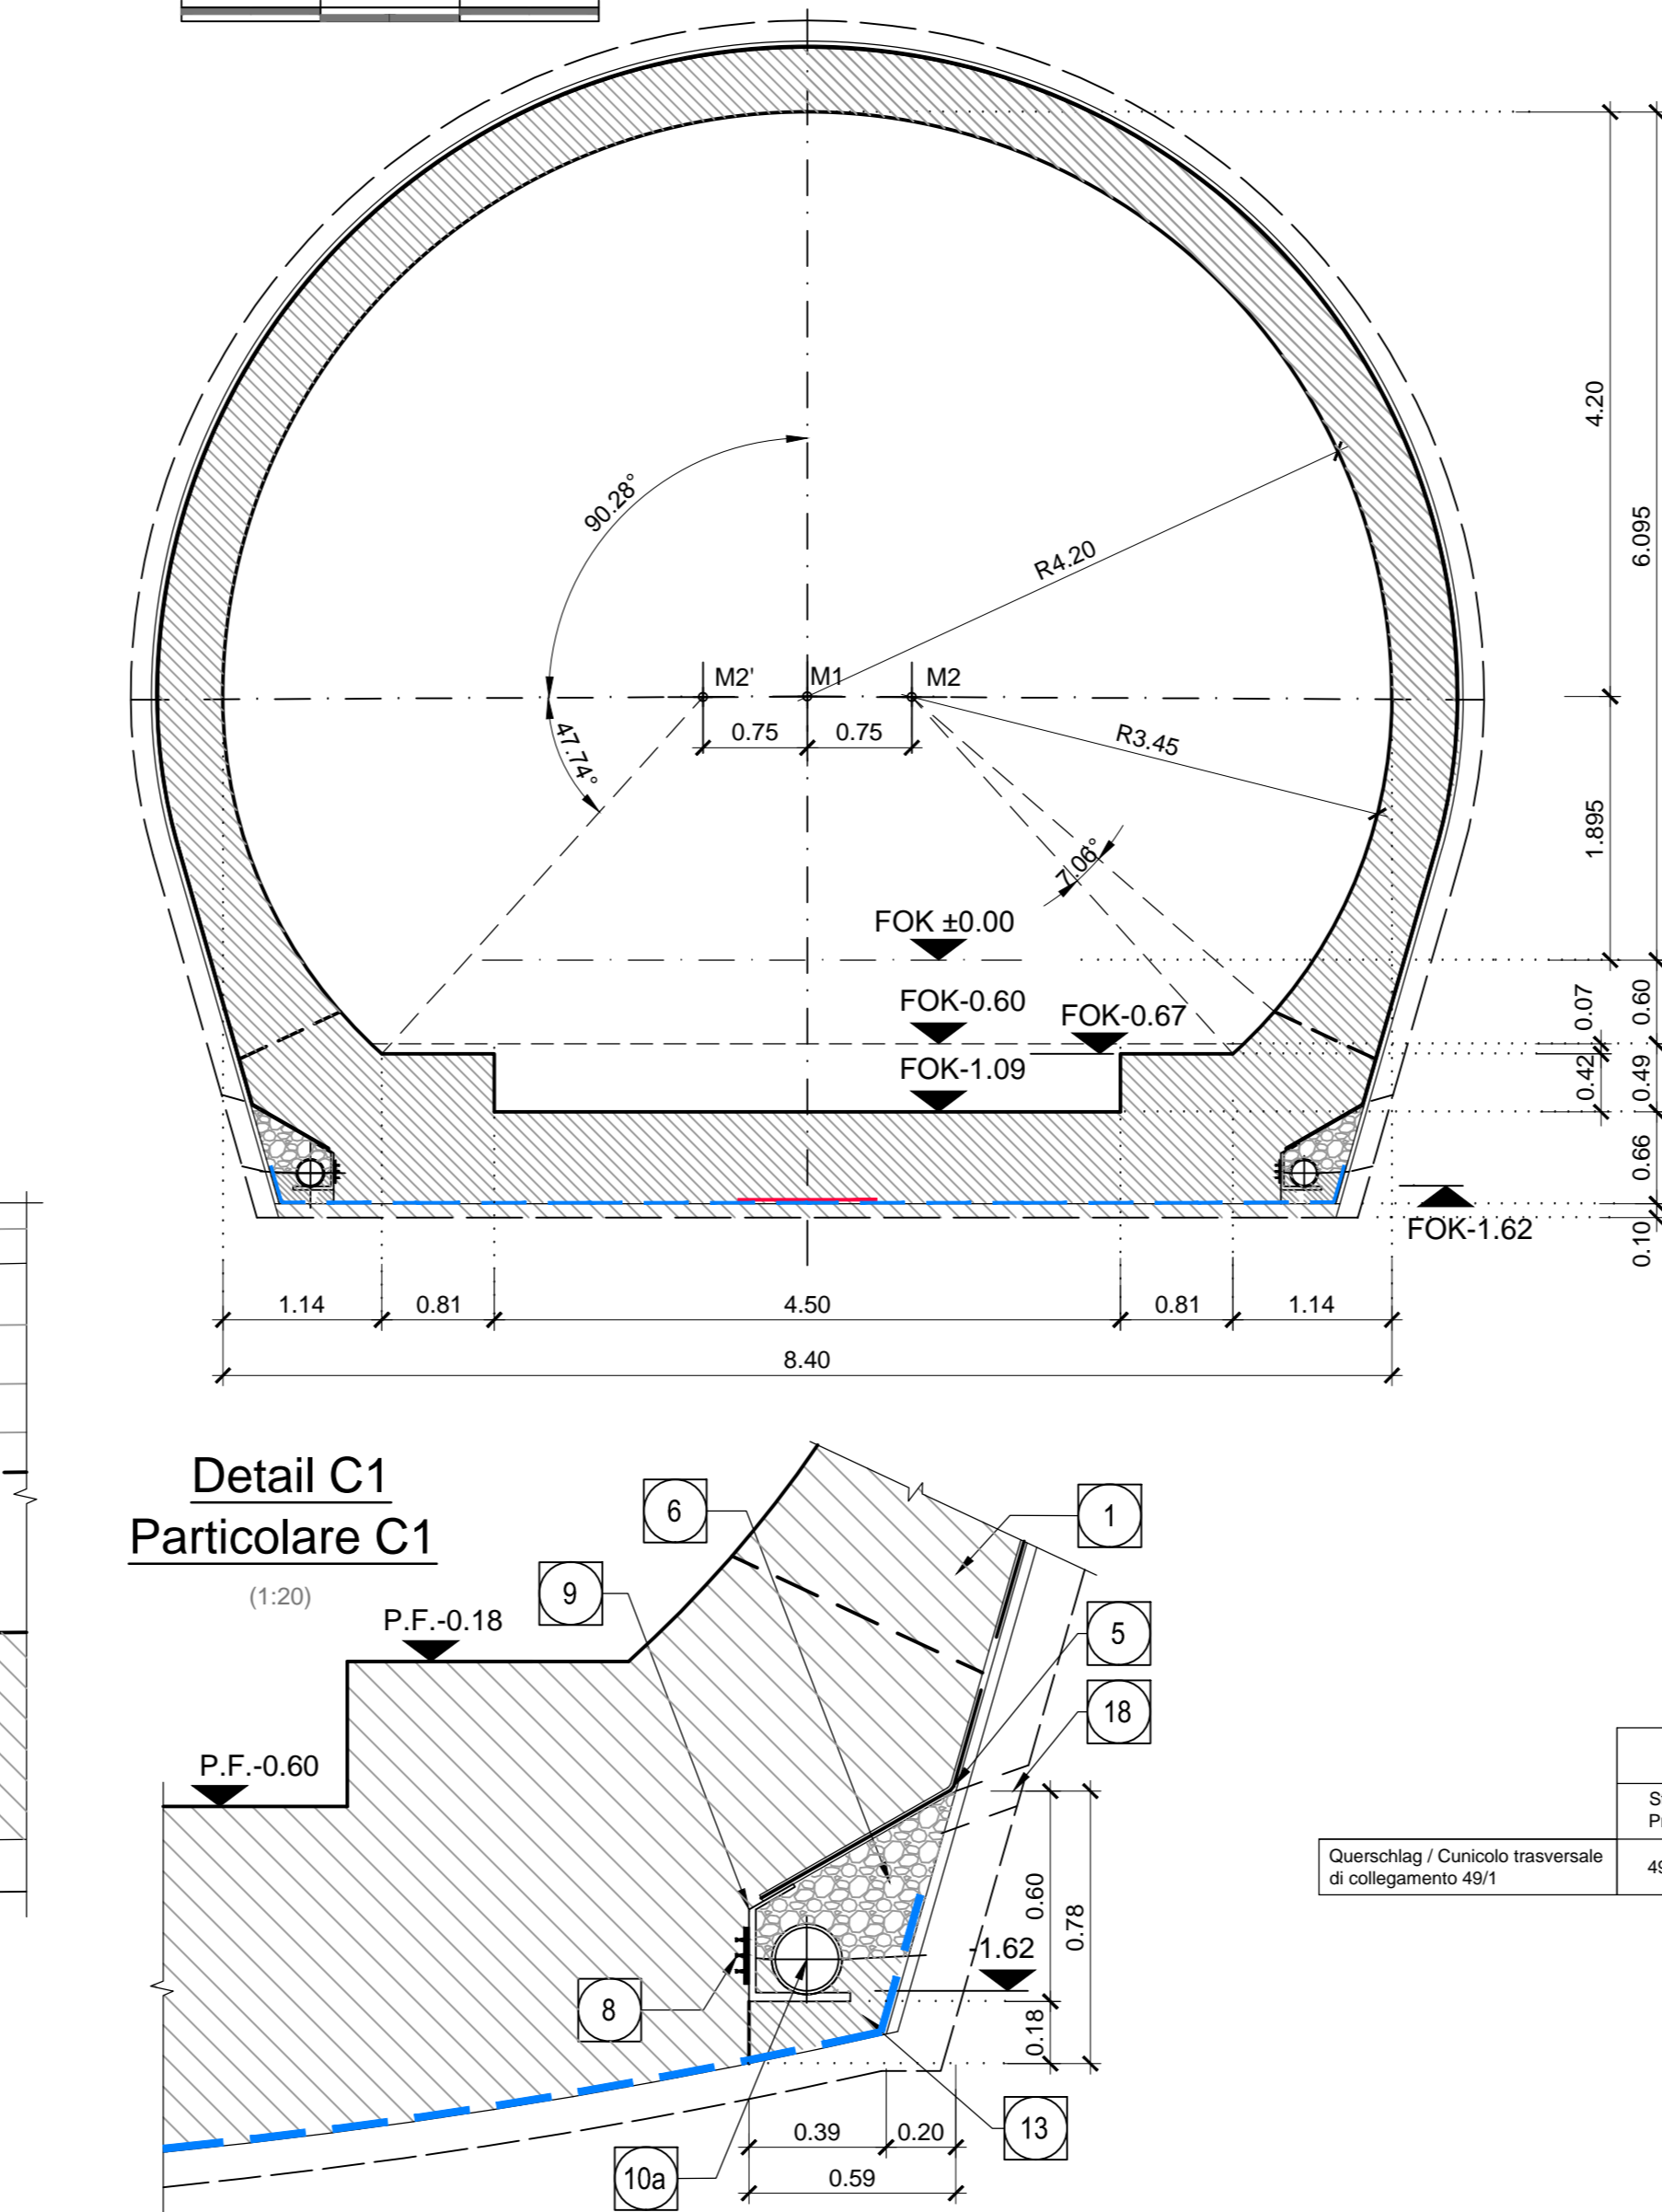 4.20
6.095
90.28°
R4.20
M2'
M1
M2
0.75
0.75
R3.45
47.74°
7.06°
1.895
FOK ±0.00
FOK-0.60
FOK-0.67
FOK-1.09
0.07
0.60
0.42
0.49
0.66
FOK-1.62
0.10
1.14
0.81
4.50
0.81
1.14
8.40
Detail C1
Particolare C1
(1:20)
6
1
9
P.F.-0.18
5
18
P.F.-0.60
Querschlag / Cunicolo trasversale
di collegamento 49/1
0.60
0.78
-1.62
8
0.18
0.39
0.20
13
10a
0.59